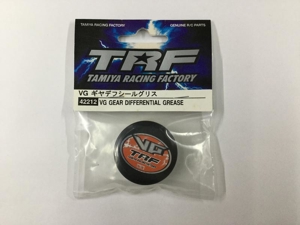 TAMIYA RACING FACTORY
GENUINE R/C PARTS
TRF
TAMIYA RACING FACTORY
VG ギヤデフシールグリス
42212 VG GEAR DIFFERENTIAL GREASE
VG
TRF